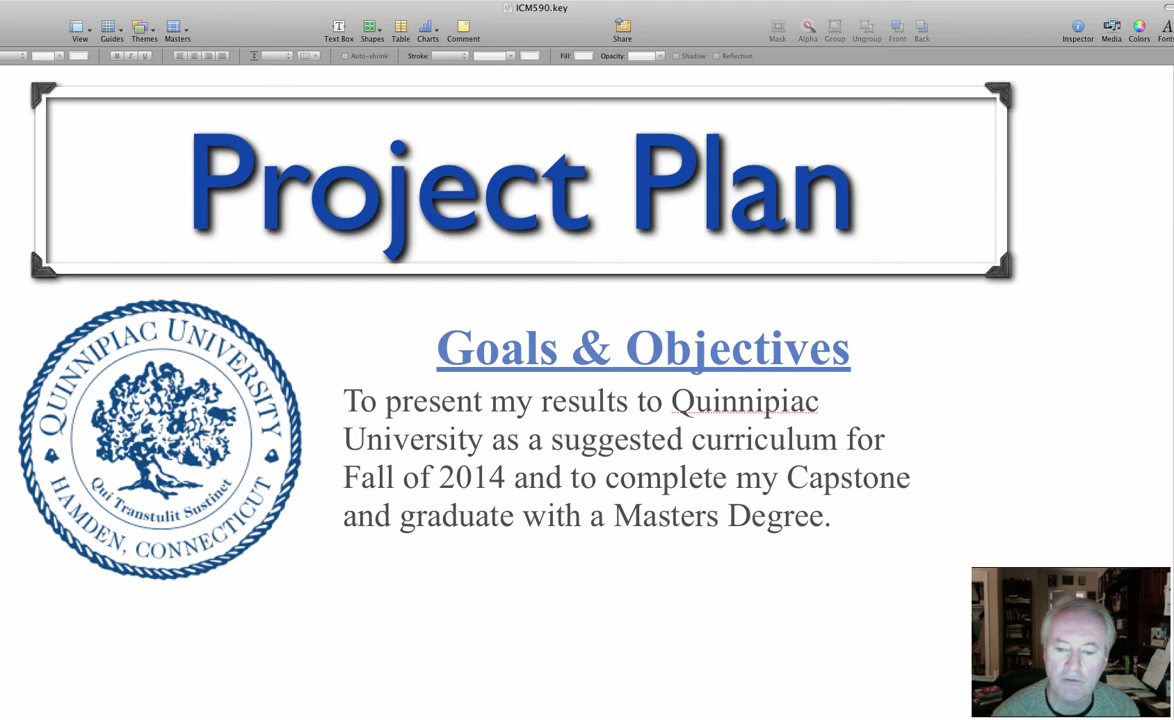 ICM590.key
View
Guides
Themes
Masters
Text Box
Shapes
Table
Charts
Comment
Share
Mask
Alpha
Group
Ungroup
Front
Back
Inspector
Media
Colors
B I U
Auto-shrink
Stroke:
Fill:
Opacity:
Shadow
Reflection
Project Plan
QUINNIPIAC UNIVERSITY
Qui Transtulit Sustinet
HAMDEN, CONNECTICUT
Goals & Objectives
To present my results to Quinnipiac
University as a suggested curriculum for
Fall of 2014 and to complete my Capstone
and graduate with a Masters Degree.